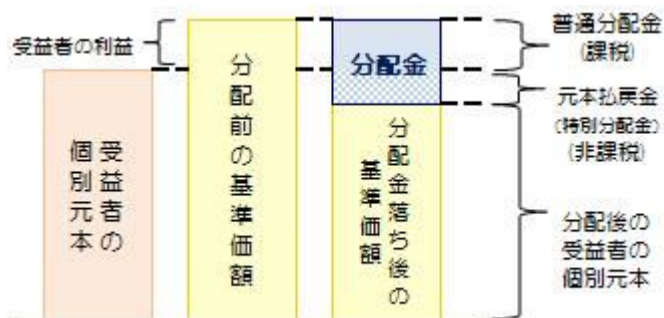 受益者の利益
受益者の
個別元本
分配前の基準価額
分配金
分配金落ち後の
基準価額
普通分配金
(課税)
元本払戻金
(特別分配金)
(非課税)
分配後の
受益者の
個別元本